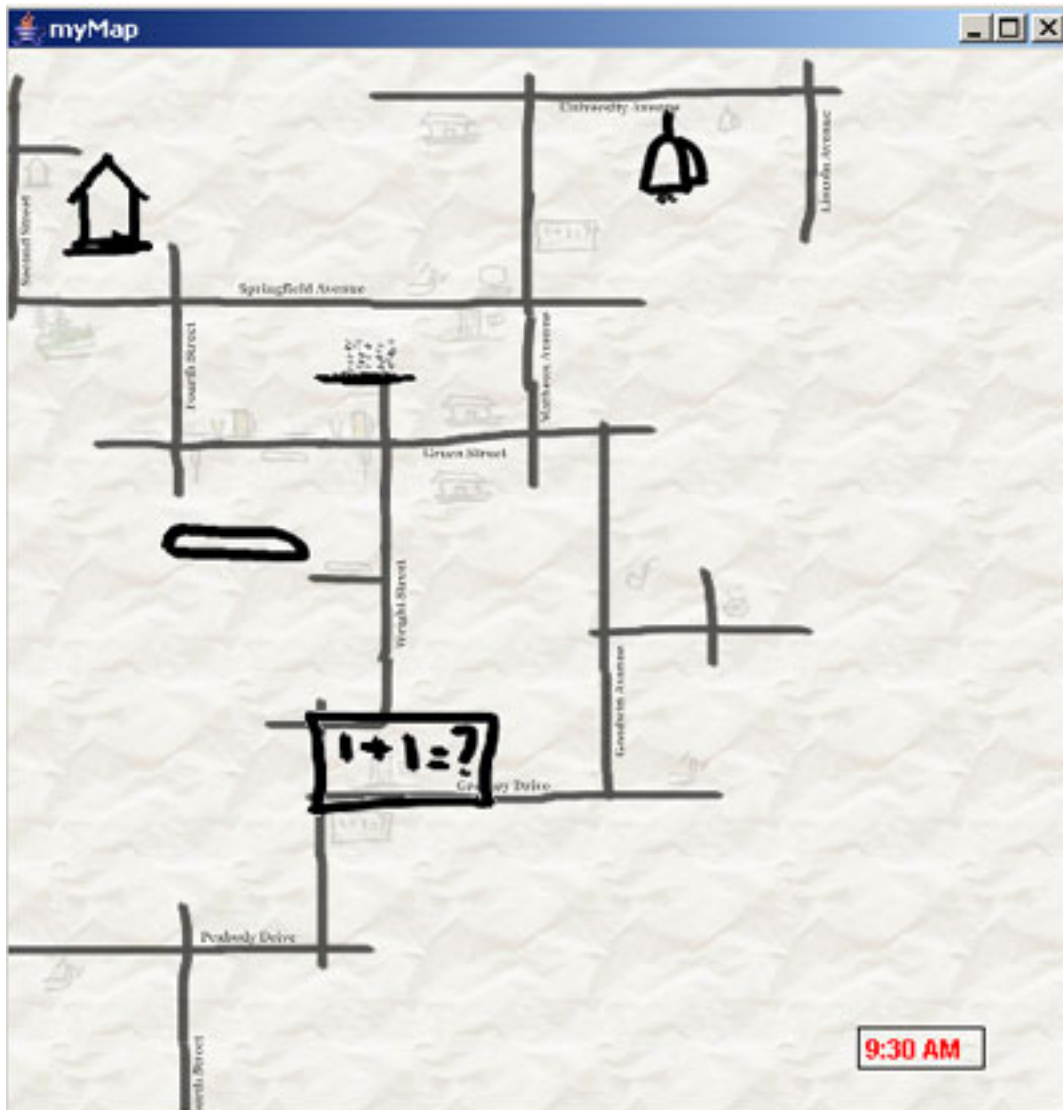 myMap
University Avenue
Lincoln Avenue
Second Street
Springfield Avenue
Fourth Street
Mathews Avenue
Green Street
Wright Street
Goodwin Avenue
1+1=?
Gregory Drive
Peabody Drive
Street
9:30 AM